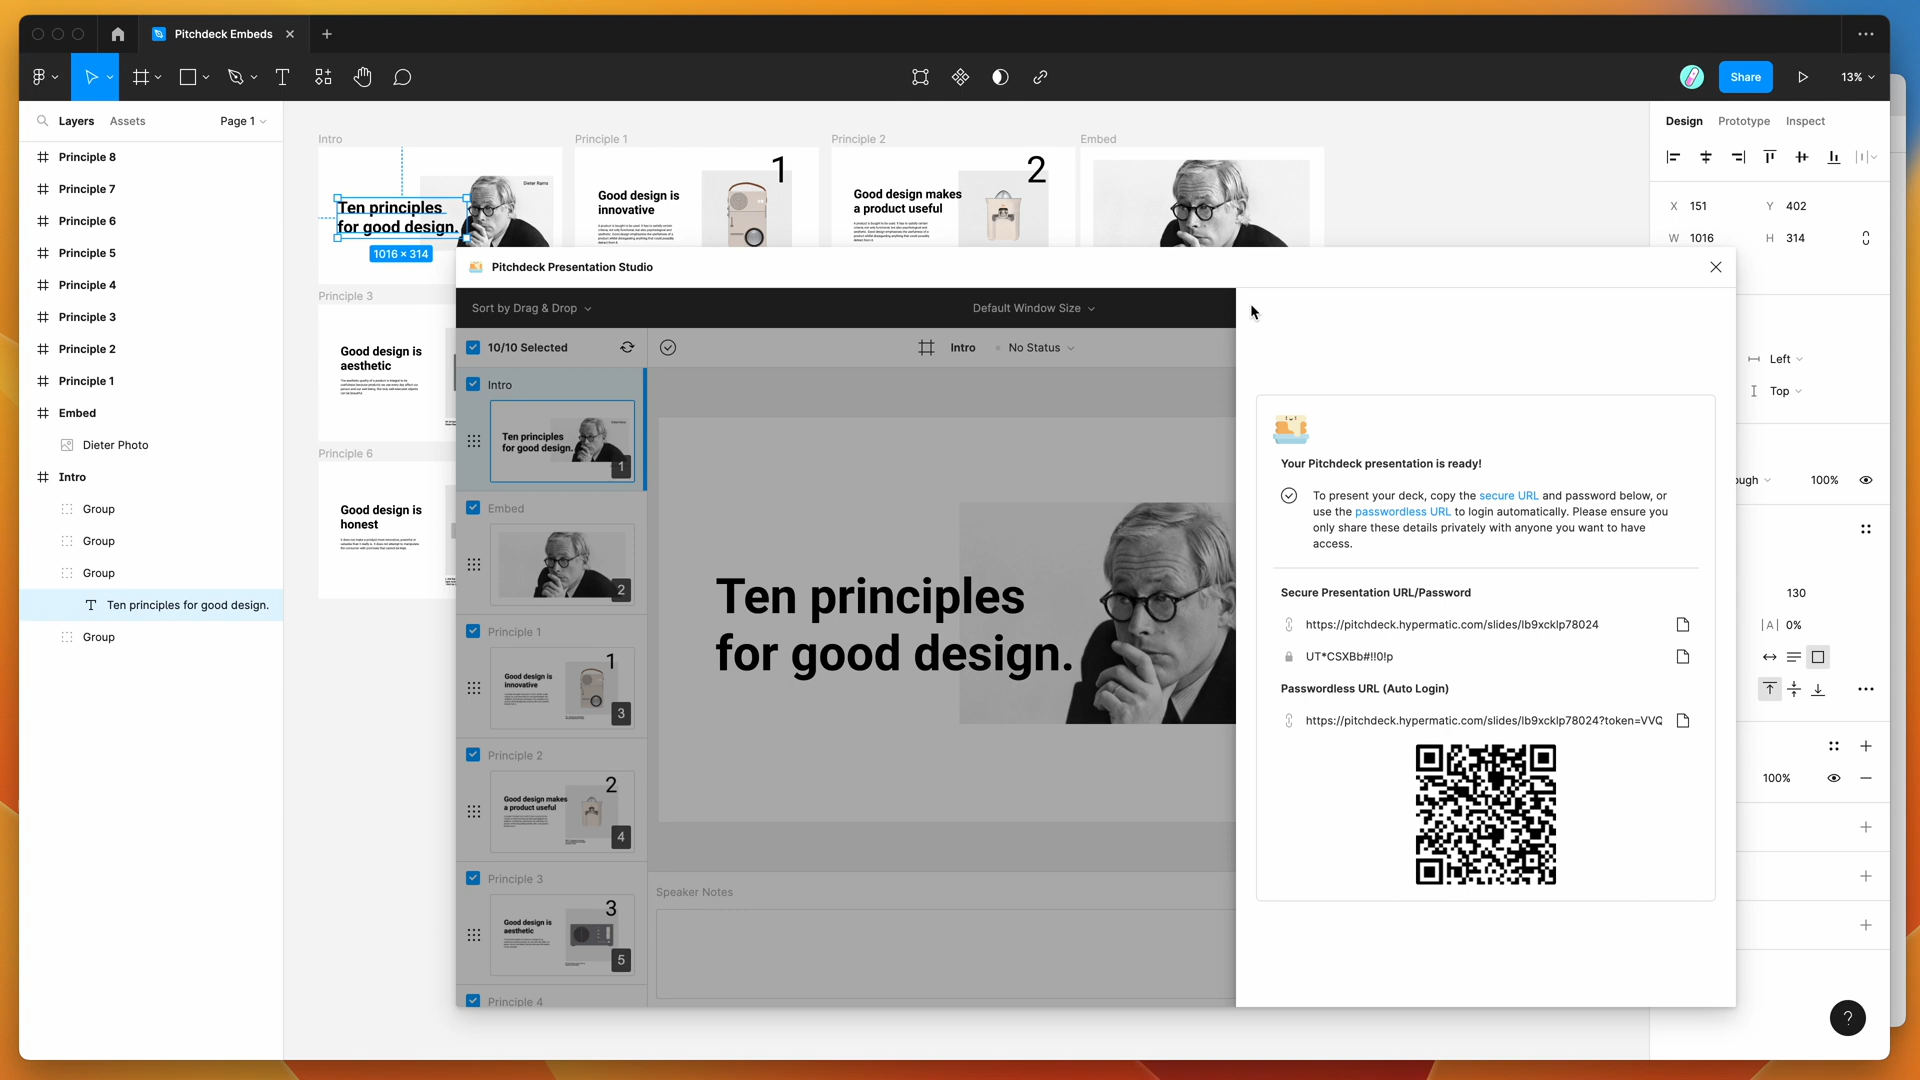 Pitchdeck Embeds
Share
13%
Layers
Assets
Page 1
Principle 8
Principle 7
Principle 6
Principle 5
Principle 4
Principle 3
Principle 2
Principle 1
Embed
Dieter Photo
Intro
Group
Group
Group
Ten principles for good design.
Group
Intro
Dieter Rams
Ten principles
for good design.
1016 × 314
Principle 1
1
Good design is
innovative
Principle 2
2
Good design makes
a product useful
Embed
Principle 3
Good design is
aesthetic
Principle 6
Good design is
honest
Pitchdeck Presentation Studio
Sort by Drag & Drop
Default Window Size
10/10 Selected
Intro
No Status
Intro
Ten principles
for good design.
1
Embed
2
Principle 1
1
Good design is
innovative
3
Principle 2
2
Good design makes
a product useful
4
Principle 3
3
Good design is
aesthetic
5
Principle 4
Ten principles
for good design.
Speaker Notes
Your Pitchdeck presentation is ready!
To present your deck, copy the secure URL and password below, or
use the passwordless URL to login automatically. Please ensure you
only share these details privately with anyone you want to have
access.
Secure Presentation URL/Password
https://pitchdeck.hypermatic.com/slides/lb9xcklp78024
UT*CSXBb#!!0!p
Passwordless URL (Auto Login)
https://pitchdeck.hypermatic.com/slides/lb9xcklp78024?token=VVQ
Design
Prototype
Inspect
X 151
Y 402
W 1016
H 314
Left
Top
ough
100%
130
|A| 0%
100%
?